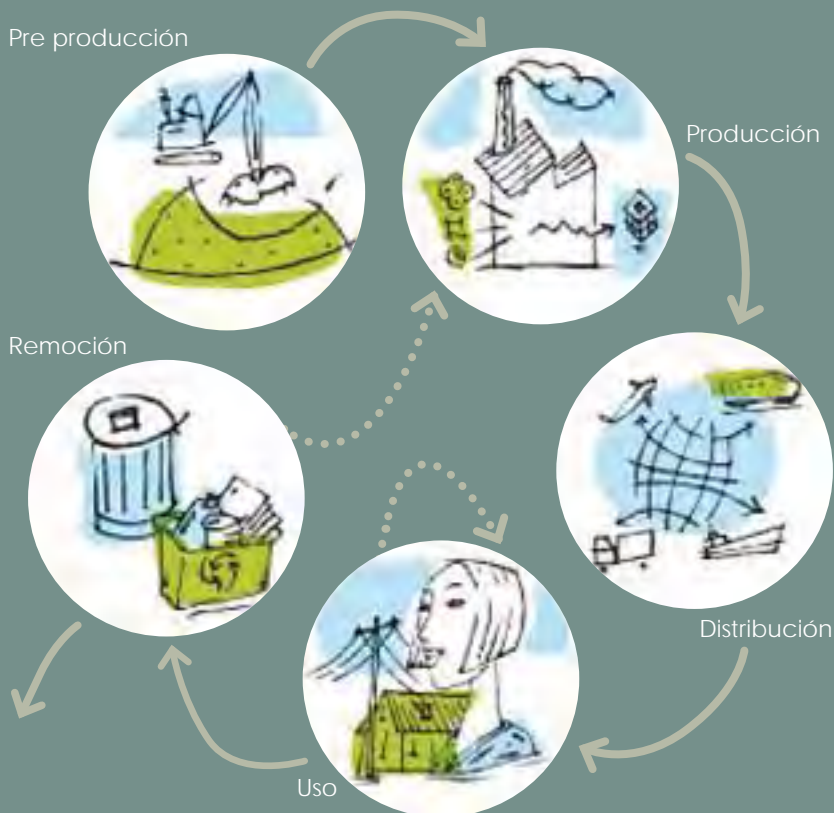 Pre producción
Producción
Remoción
Distribución
Uso